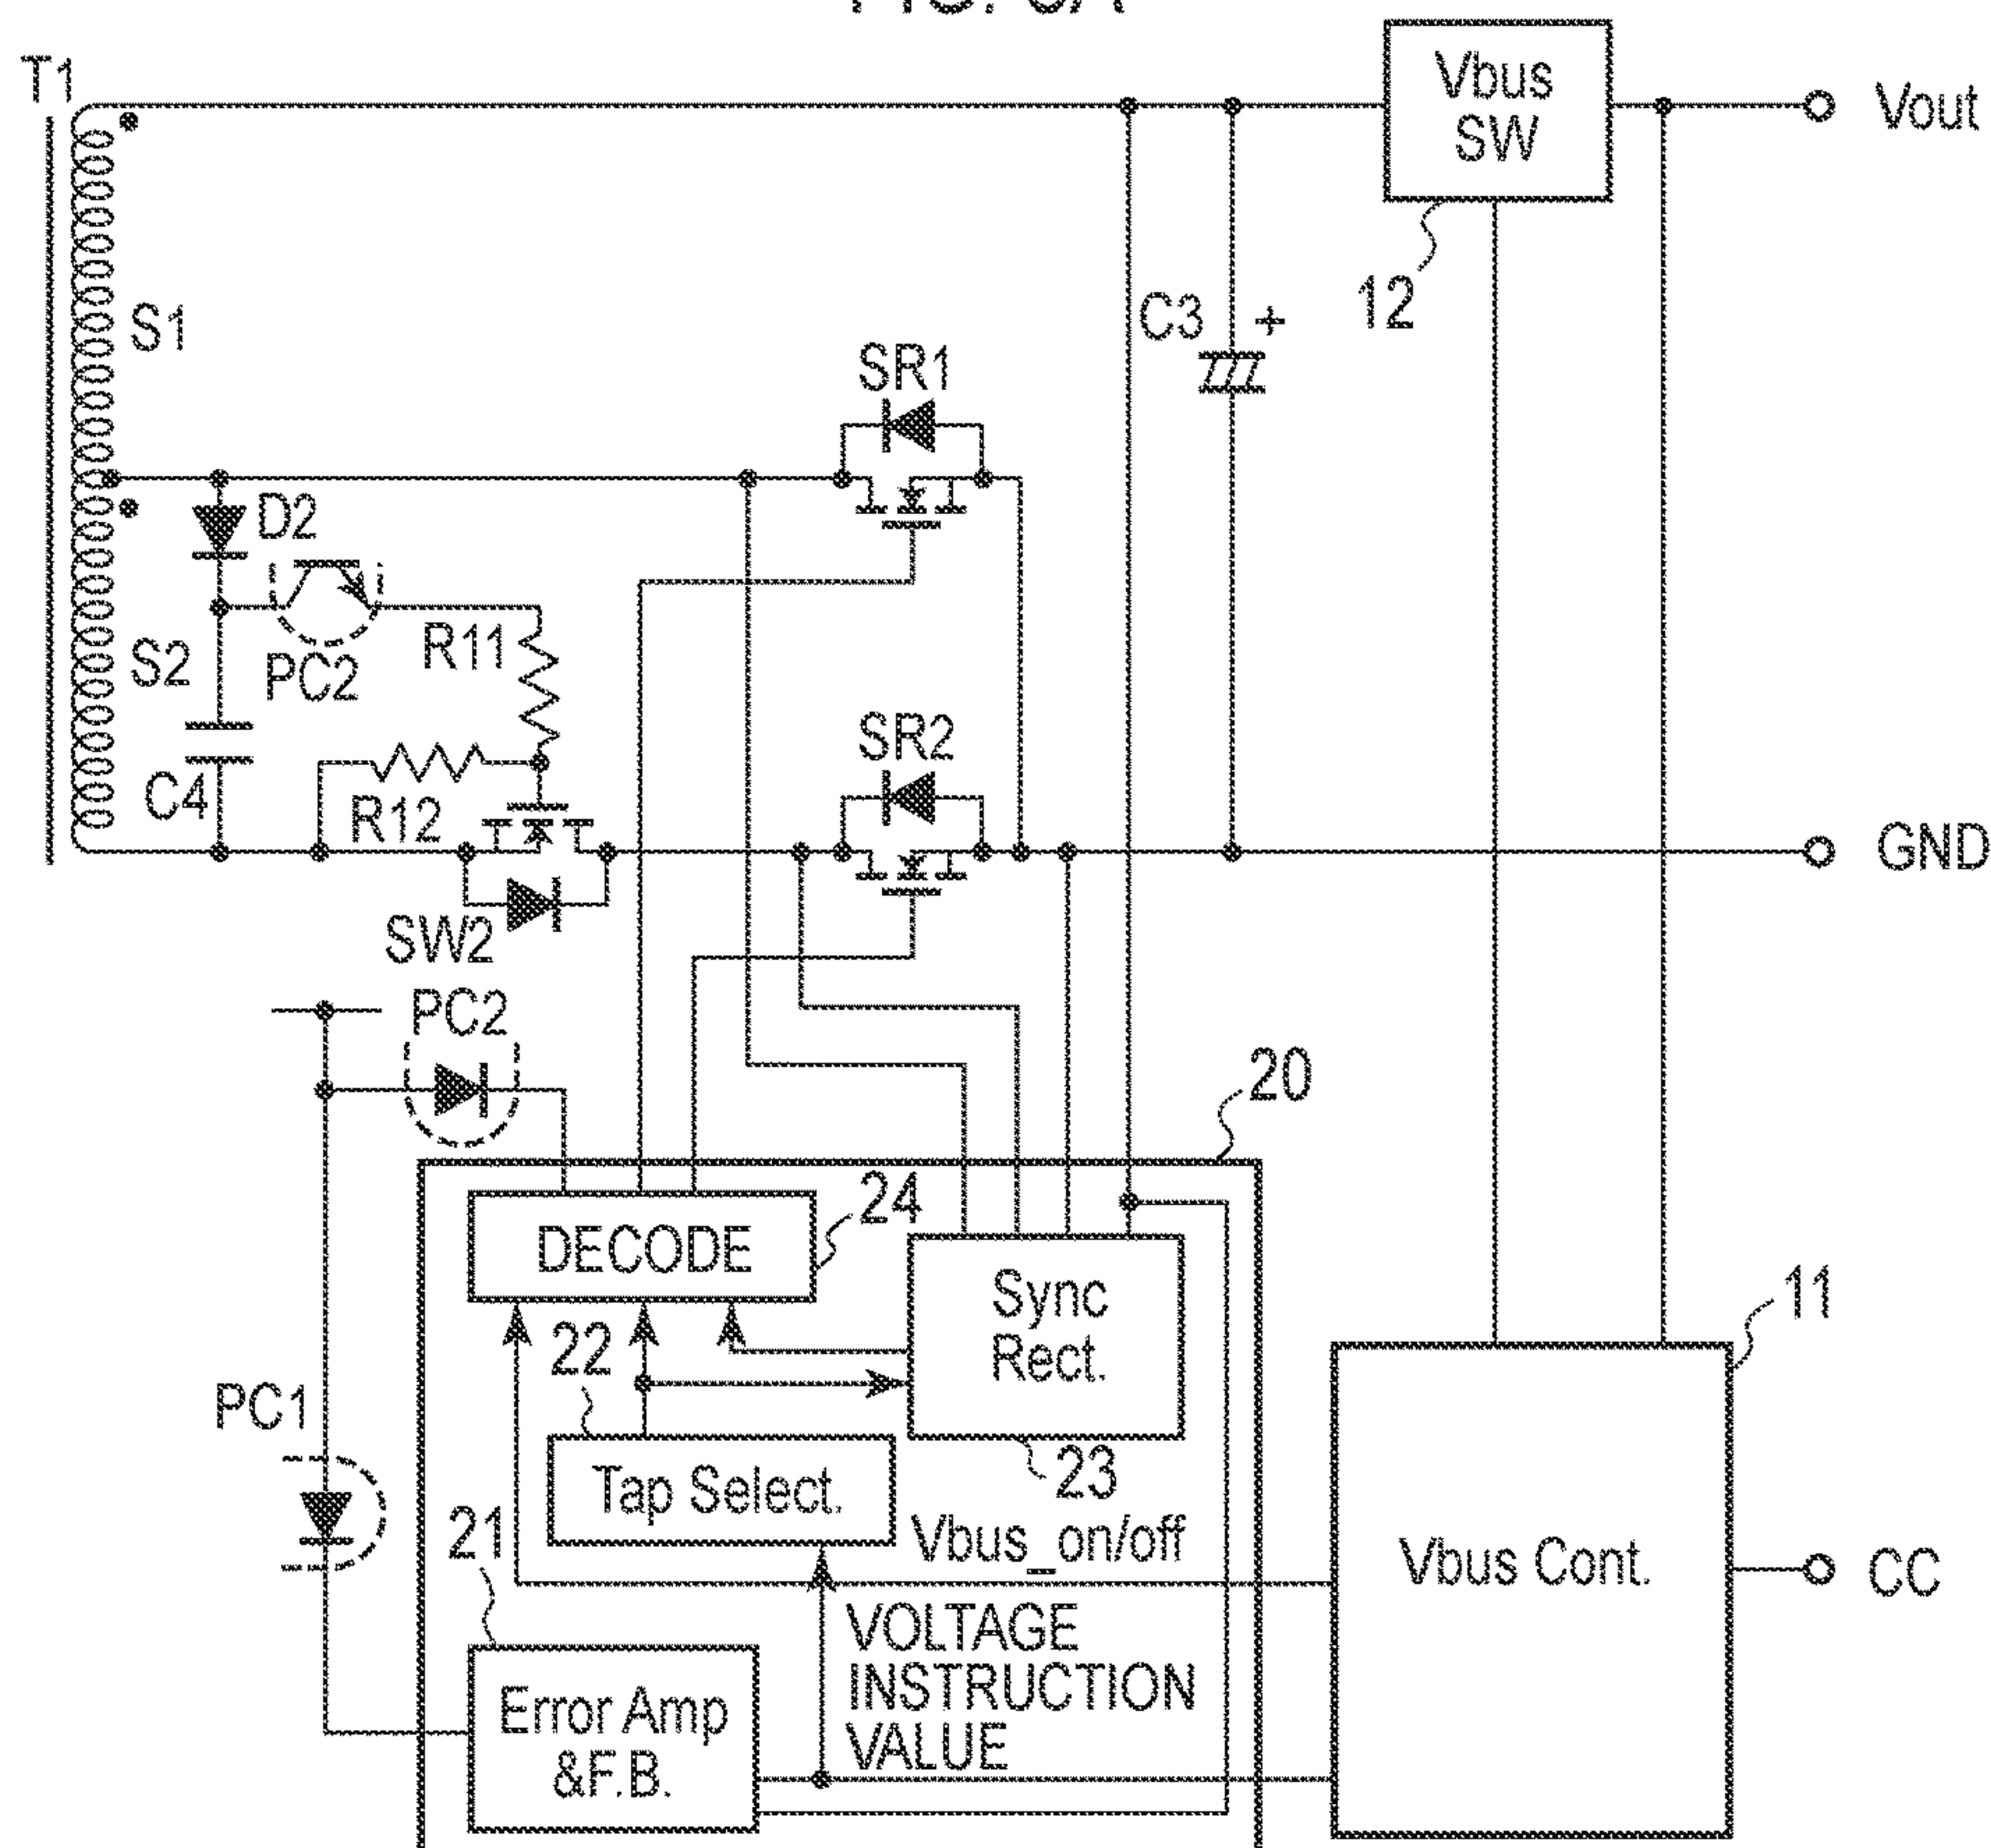 T1
Vbus
SW
Vout
12
S1
C3
+
SR1
D2
PC2
R11
S2
C4
R12
SR2
GND
SW2
PC2
20
DECODE
24
Sync
Rect.
22
11
PC1
Tap Select.
23
21
Vbus_on/off
Vbus Cont.
CC
VOLTAGE
INSTRUCTION
VALUE
Error Amp
&F.B.